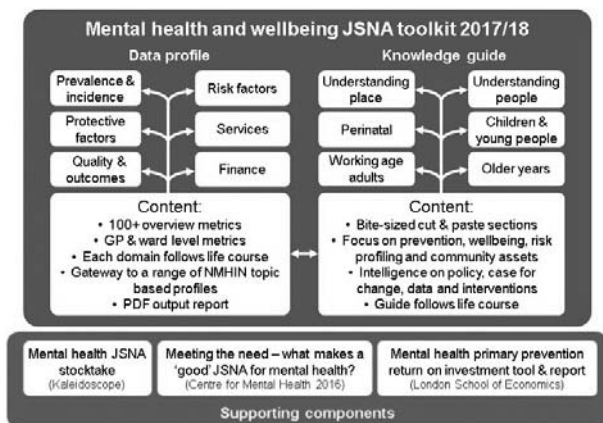 Mental health and wellbeing JSNA toolkit 2017/18
Data profile
Prevalence &
incidence
Risk factors
Protective
factors
Services
Quality &
outcomes
Finance
Content:
• 100+ overview metrics
• GP & ward level metrics
• Each domain follows life course
• Gateway to a range of NMHIN topic
based profiles
• PDF output report
Knowledge guide
Understanding
place
Understanding
people
Perinatal
Children &
young people
Working age
adults
Older years
Content:
• Bite-sized cut & paste sections
• Focus on prevention, wellbeing, risk
profiling and community assets
• Intelligence on policy, case for
change, data and interventions
• Guide follows life course
Mental health JSNA
stocktake
(Kaleidoscope)
Meeting the need – what makes a
‘good’ JSNA for mental health?
(Centre for Mental Health 2016)
Mental health primary prevention
return on investment tool & report
(London School of Economics)
Supporting components